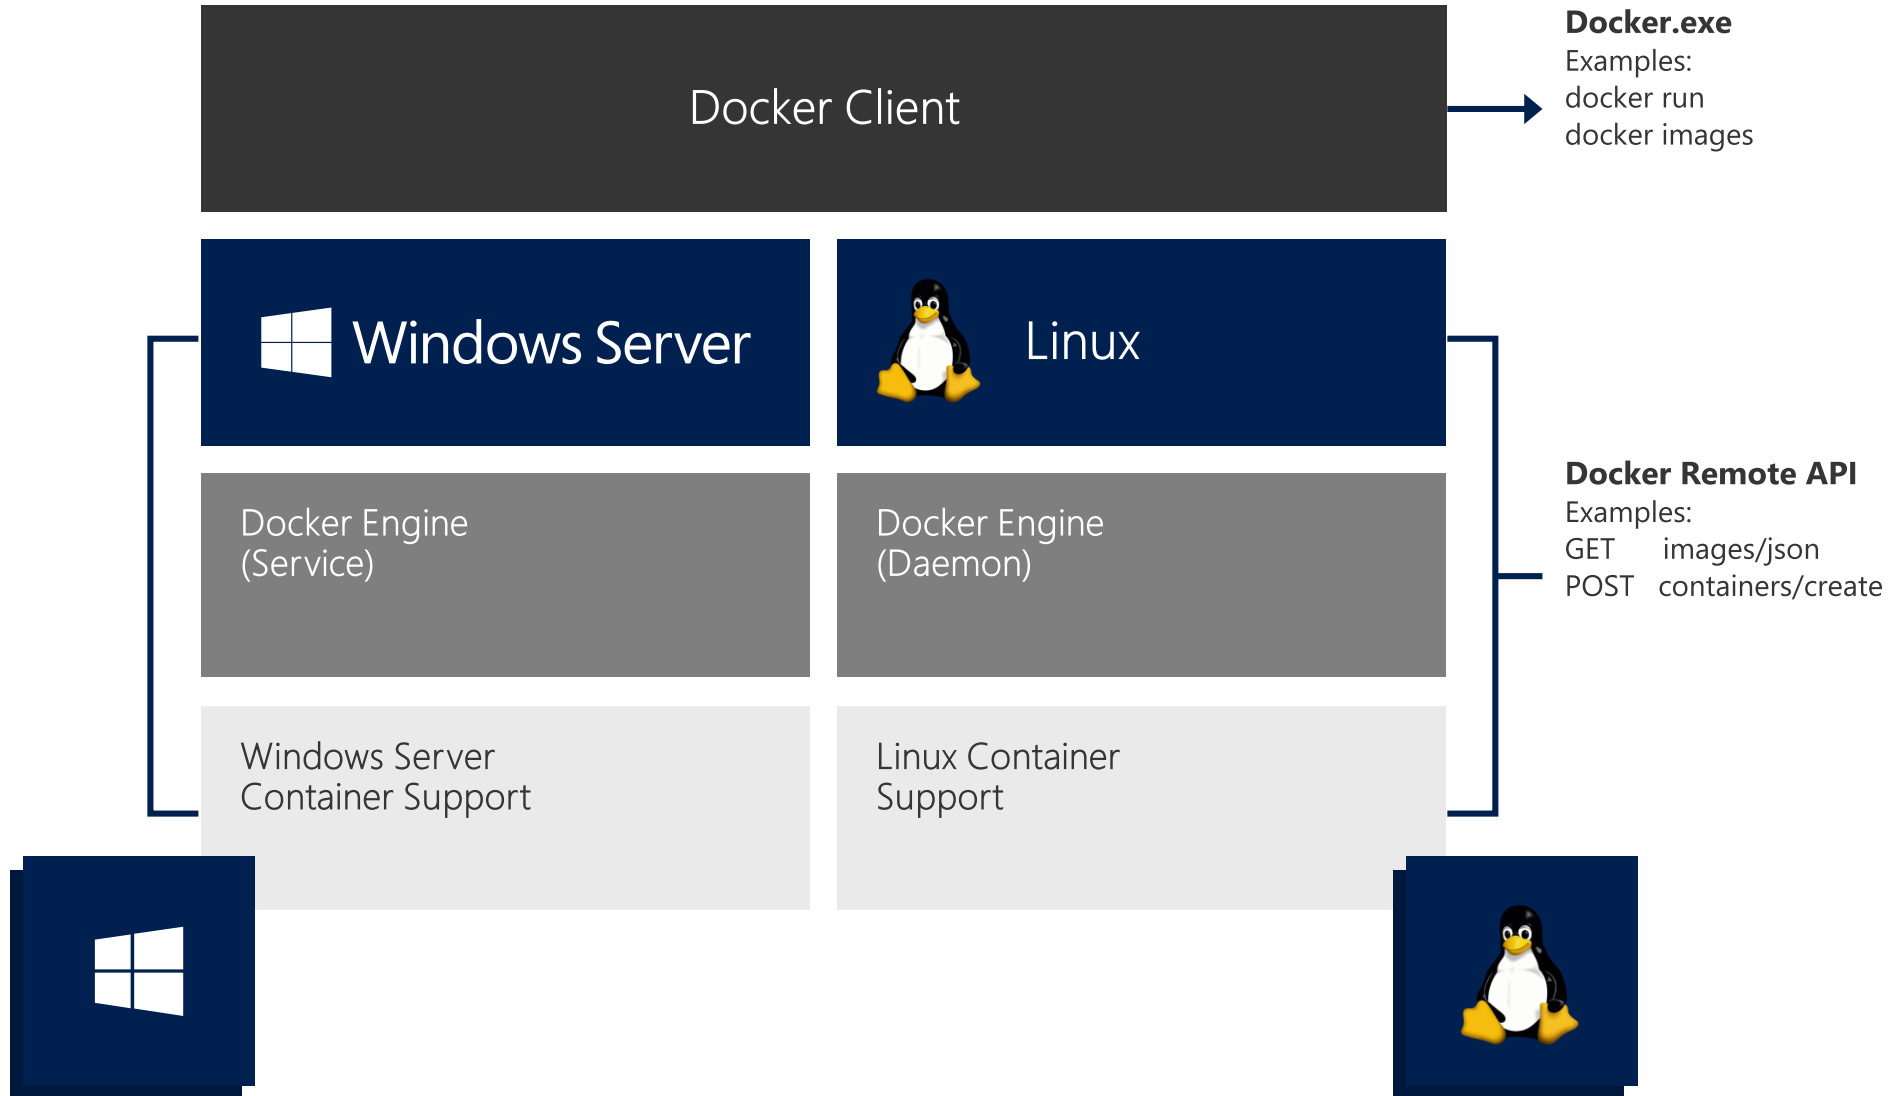 Docker Client
Docker.exe
Examples:
docker run
docker images
Windows Server
Linux
Docker Engine
(Service)
Docker Engine
(Daemon)
Docker Remote API
Examples:
GET images/json
POST containers/create
Windows Server
Container Support
Linux Container
Support